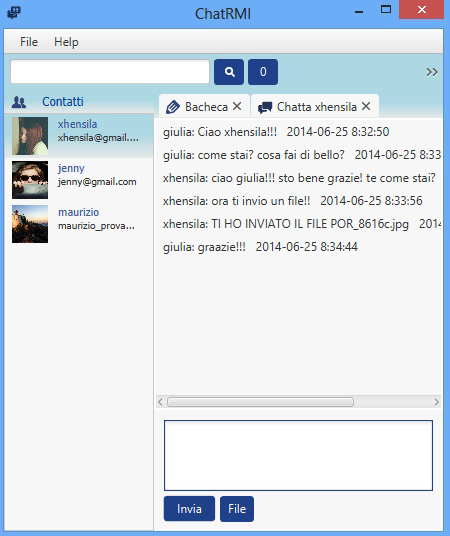 ChatRMI
File Help
0
Contatti
Bacheca
Chatta xhensila
xhensila
xhensila@gmail....
jenny
jenny@gmail.com
maurizio
maurizio_prova...
giulia: Ciao xhensila!!! 2014-06-25 8:32:50
giulia: come stai? cosa fai di bello? 2014-06-25 8:33
xhensila: ciao giulia!!! sto bene grazie! te come stai?
xhensila: ora ti invio un file!! 2014-06-25 8:33:56
xhensila: TI HO INVIATO IL FILE POR_8616c.jpg 2014
giulia: graazie!!! 2014-06-25 8:34:44
Invia
File